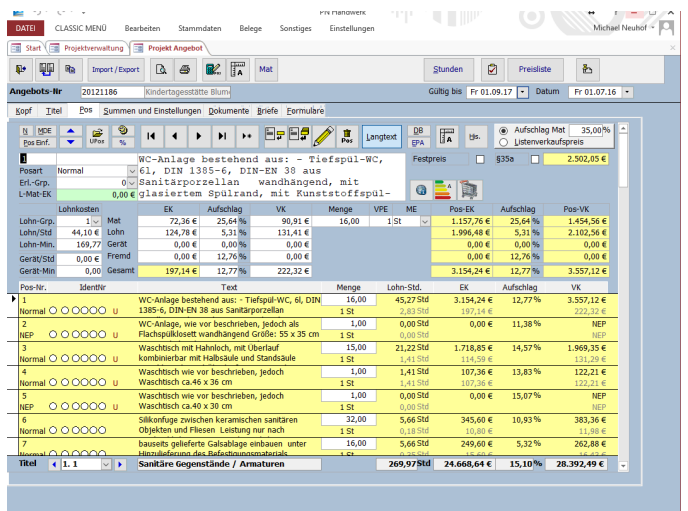 PN Handwerk
DATEI CLASSIC MENÜ Bearbeiten Stammdaten Belege Sonstiges Einstellungen Michael Neuhof
Start Projektverwaltung Projekt Angebot
Import/Export Mat Stunden Preisliste
Angebots-Nr 20121186 Kindertagesstätte Blum Gültig bis Fr 01.09.17 Datum Fr 01.07.16
Kopf Titel Pos Summen und Einstellungen Dokumente Briefe Formulare
N MDE UPos % Pos Langtext DB Hs. Aufschlag Mat 35,00%
Pos Einf. EPA Listenverkaufspreis
1 WC-Anlage bestehend aus: - Tiefspül-WC, Festpreis §35a 2.502,05 €
Posart Normal 6l, DIN 1385-6, DIN-EN 38 aus
Erl.-Grp. 0 Sanitärporzellan wandhängend, mit
L-Mat-EK 0,00 € glasiertem Spülrand, mit Kunststoffspül-
Lohnkosten EK Aufschlag VK Menge VPE ME Pos-EK Aufschlag Pos-VK
Lohn-Grp. 1 Mat 72,36 € 25,64 % 90,91 € 16,00 1 St 1.157,76 € 25,64 % 1.454,56 €
Lohn/Std 44,10 € Lohn 124,78 € 5,31 % 131,41 € 1.996,48 € 5,31 % 2.102,56 €
Lohn-Min. 169,77 Gerät 0,00 € 0,00 % 0,00 € 0,00 € 0,00 % 0,00 €
Gerät/Std 0,00 € Fremd 0,00 € 12,76 % 0,00 € 0,00 € 12,76 % 0,00 €
Gerät-Min 0,00 Gesamt 197,14 € 12,77 % 222,32 € 3.154,24 € 12,77 % 3.557,12 €
Pos-Nr. IdentNr Text Menge Lohn-Std. EK Aufschlag VK
1 WC-Anlage bestehend aus: - Tiefspül-WC, 6l, DIN 16,00 45,27 Std 3.154,24 € 12,77 % 3.557,12 €
Normal U 1385-6, DIN-EN 38 aus Sanitärporzellan 1 St 2,83 Std 197,14 € 222,32 €
2 WC-Anlage, wie vor beschrieben, jedoch als 1,00 0,00 Std 0,00 € 11,38 % NEP
NEP U Flachspülklosett wandhängend Größe: 55 x 35 cm 1 St 0,00 Std NEP
3 Waschtisch mit Hahnloch, mit Überlauf 15,00 21,22 Std 1.718,85 € 14,57 % 1.969,35 €
Normal U kombinierbar mit Halbsäule und Standsäule 1 St 1,41 Std 114,59 € 131,29 €
4 Waschtisch wie vor beschrieben, jedoch 1,00 1,41 Std 107,36 € 13,83 % 122,21 €
Normal U Waschtisch ca.46 x 36 cm 1 St 1,41 Std 107,36 € 122,21 €
5 Waschtisch wie vor beschrieben, jedoch 1,00 0,00 Std 0,00 € 15,07 % NEP
NEP U Waschtisch ca.40 x 30 cm 1 St 0,00 Std NEP
6 Silikonfuge zwischen keramischen sanitären 32,00 5,66 Std 345,60 € 10,93 % 383,36 €
Normal U Objekten und Fliesen Leistung nur nach 1 St 0,18 Std 10,80 € 11,98 €
7 bauseits gelieferte Galsablage einbauen unter 16,00 5,66 Std 249,60 € 5,32 % 262,88 €
Normal U Hinzulieferung des Befestigungsmaterials 1 St 0,35 Std 15,60 € 16,43 €
Titel 1. 1 Sanitäre Gegenstände / Armaturen 269,97 Std 24.668,64 € 15,10 % 28.392,49 €